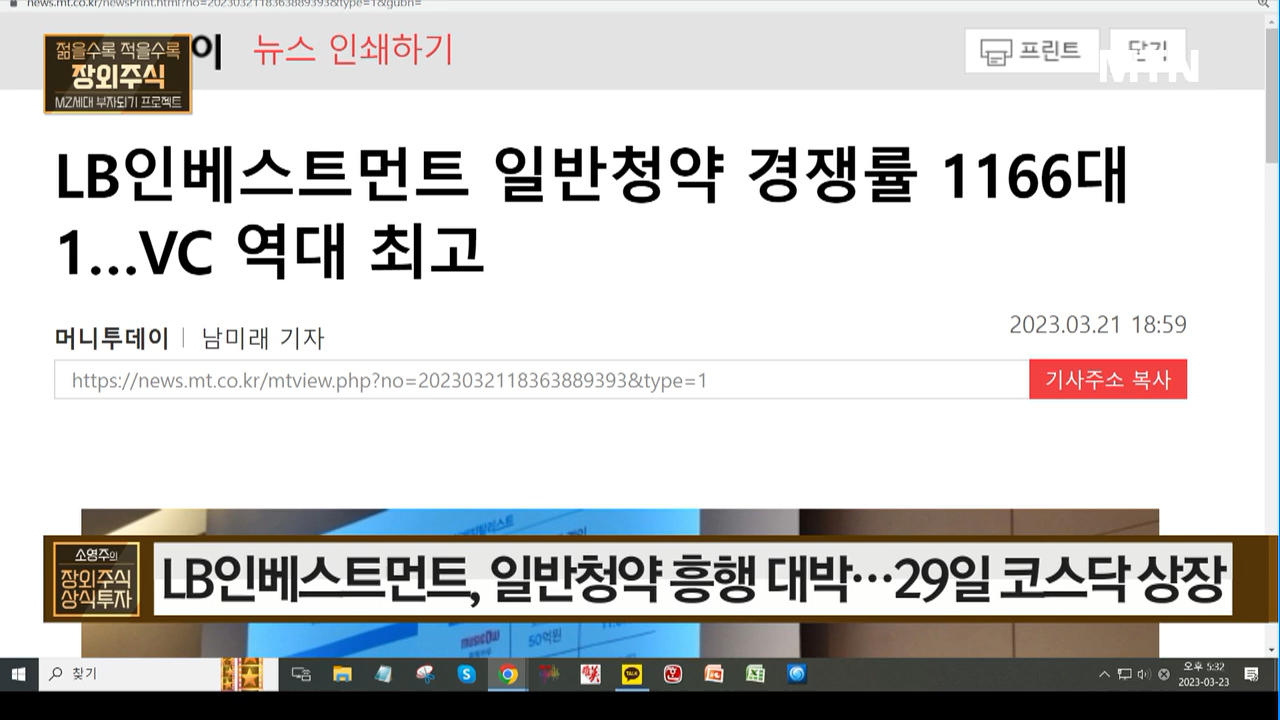 news.mt.co.kr/newsPrint.html?no=2023032118363889393&type=1&gubn=
젊을수록 적을수록
장외주식
MZ세대 부자되기 프로젝트
이 뉴스 인쇄하기
프린트
닫기
MTN
LB인베스트먼트 일반청약 경쟁률 1166대
1...VC 역대 최고
머니투데이 남미래 기자
2023.03.21 18:59
https://news.mt.co.kr/mtview.php?no=2023032118363889393&type=1
기사주소 복사
소영주의
장외주식
상식투자
LB인베스트먼트, 일반청약 흥행 대박…29일 코스닥 상장
50억원
찾기
TALK
오후 5:32
2023-03-23